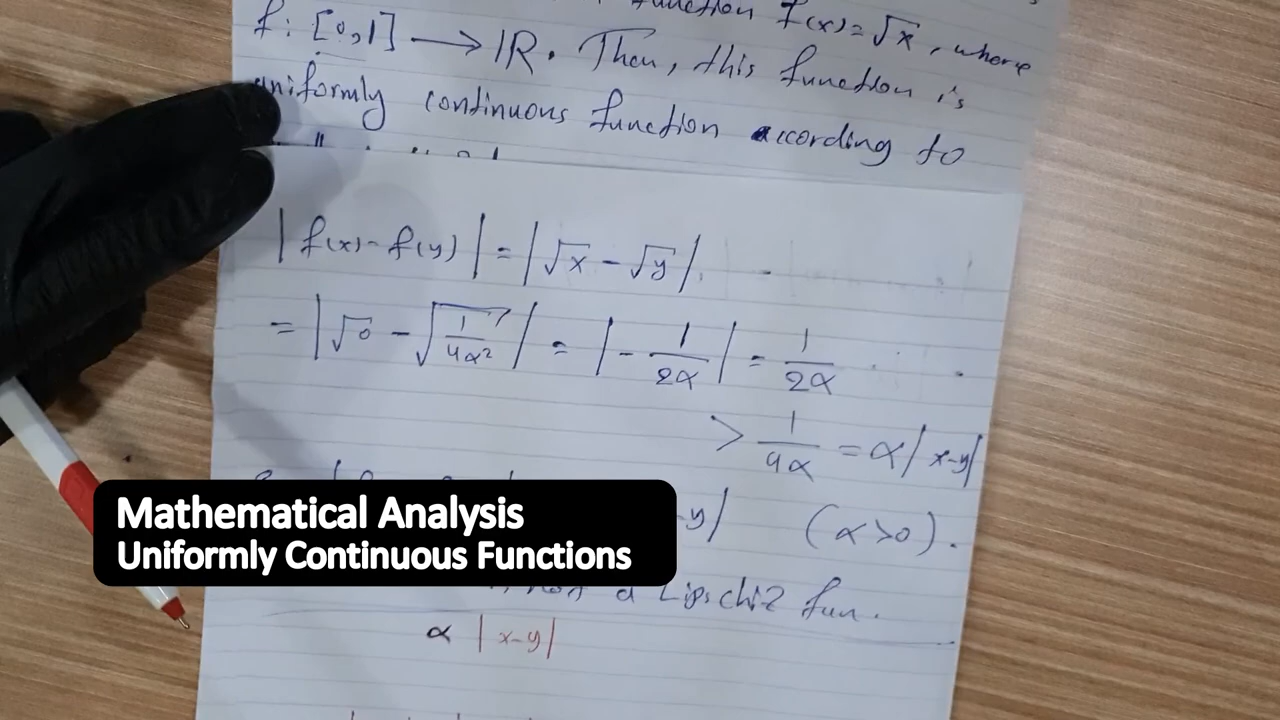 function f(x)=√x, where
f: [0,1] → ℝ. Then, this function is
uniformly continuous function according to
|f(x)-f(y)| = |√x - √y|.
= |√0 - √(1/4α²)| = |- 1/2α| = 1/2α
> 1/4α = α|x-y|
-y| (α>0).
not a Lipschiz fun.
α |x-y|
Mathematical Analysis
Uniformly Continuous Functions